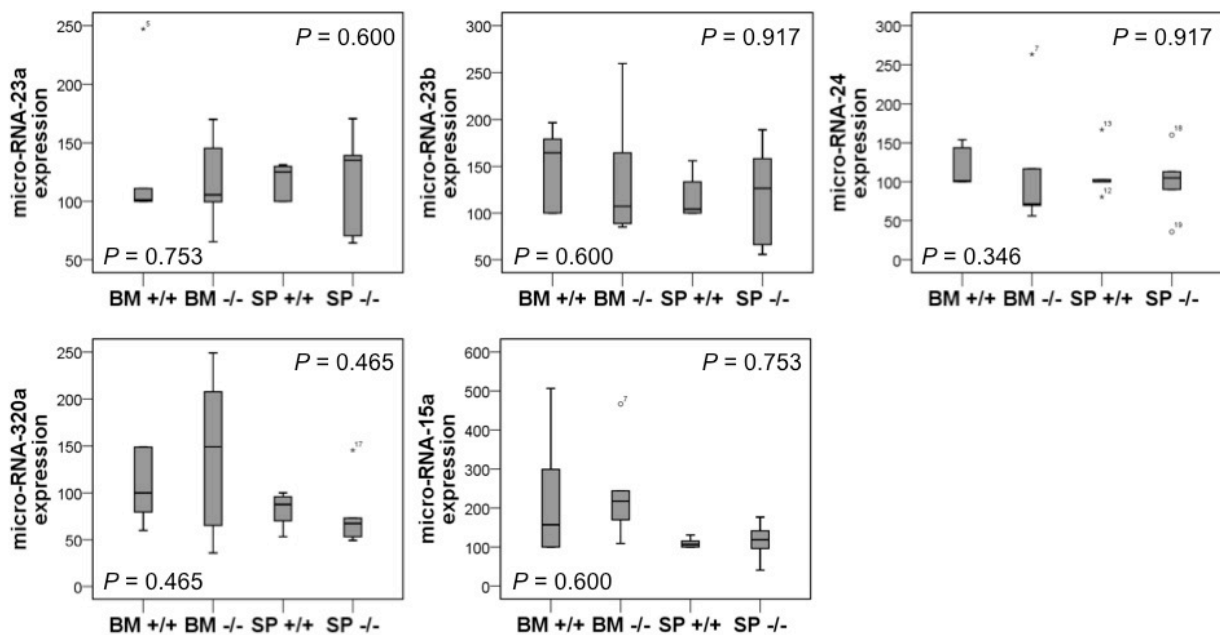 micro-RNA-23a
expression
250
200
150
100
50
*5
P = 0.600
P = 0.753
BM +/+ BM -/- SP +/+ SP -/-
micro-RNA-23b
expression
300
250
200
150
100
50
P = 0.917
P = 0.600
BM +/+ BM -/- SP +/+ SP -/-
micro-RNA-24
expression
300
250
200
150
100
50
0
*7
*13
*12
18
19
P = 0.917
P = 0.346
BM +/+ BM -/- SP +/+ SP -/-
micro-RNA-320a
expression
250
200
150
100
50
0
*17
P = 0.465
P = 0.465
BM +/+ BM -/- SP +/+ SP -/-
micro-RNA-15a
expression
600
500
400
300
200
100
0
7
P = 0.753
P = 0.600
BM +/+ BM -/- SP +/+ SP -/-